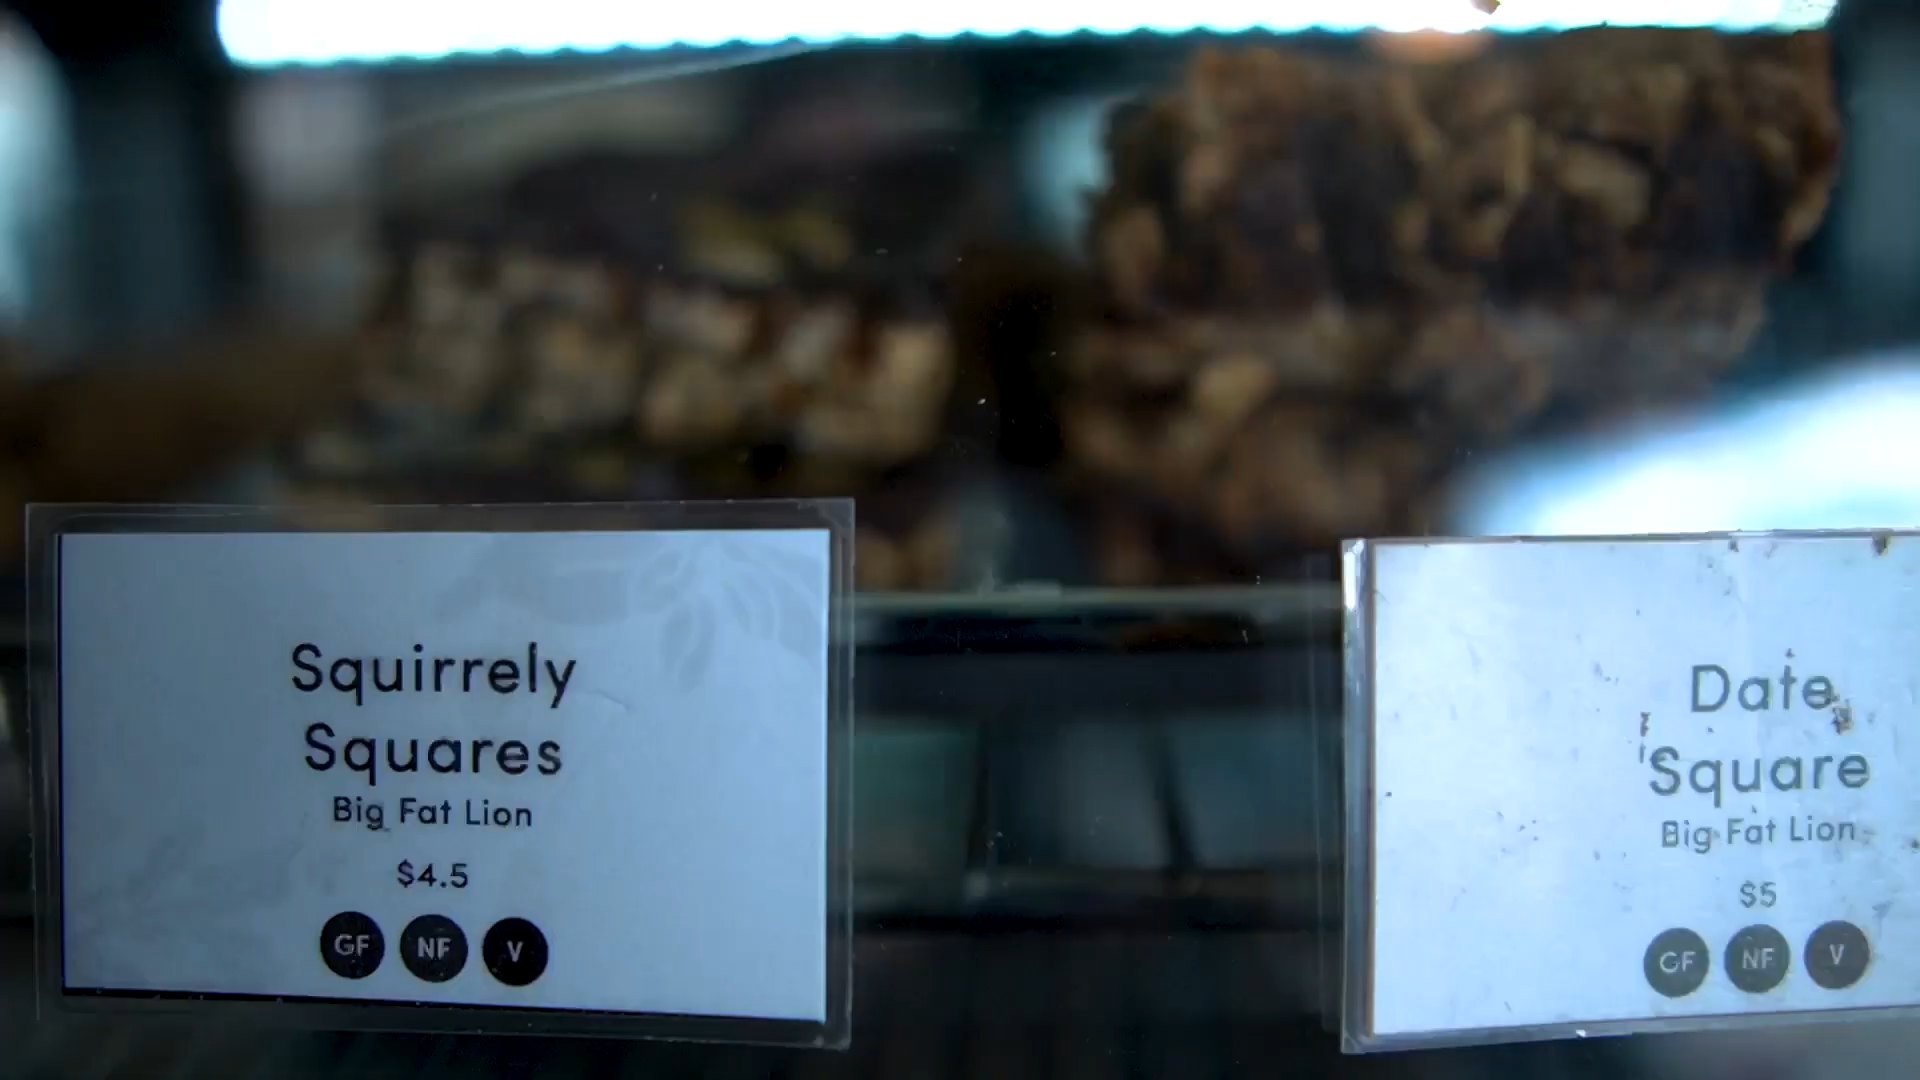 Squirrely
Squares
Big Fat Lion
$4.5
GF NF V
Date
Square
Big Fat Lion
$5
GF NF V